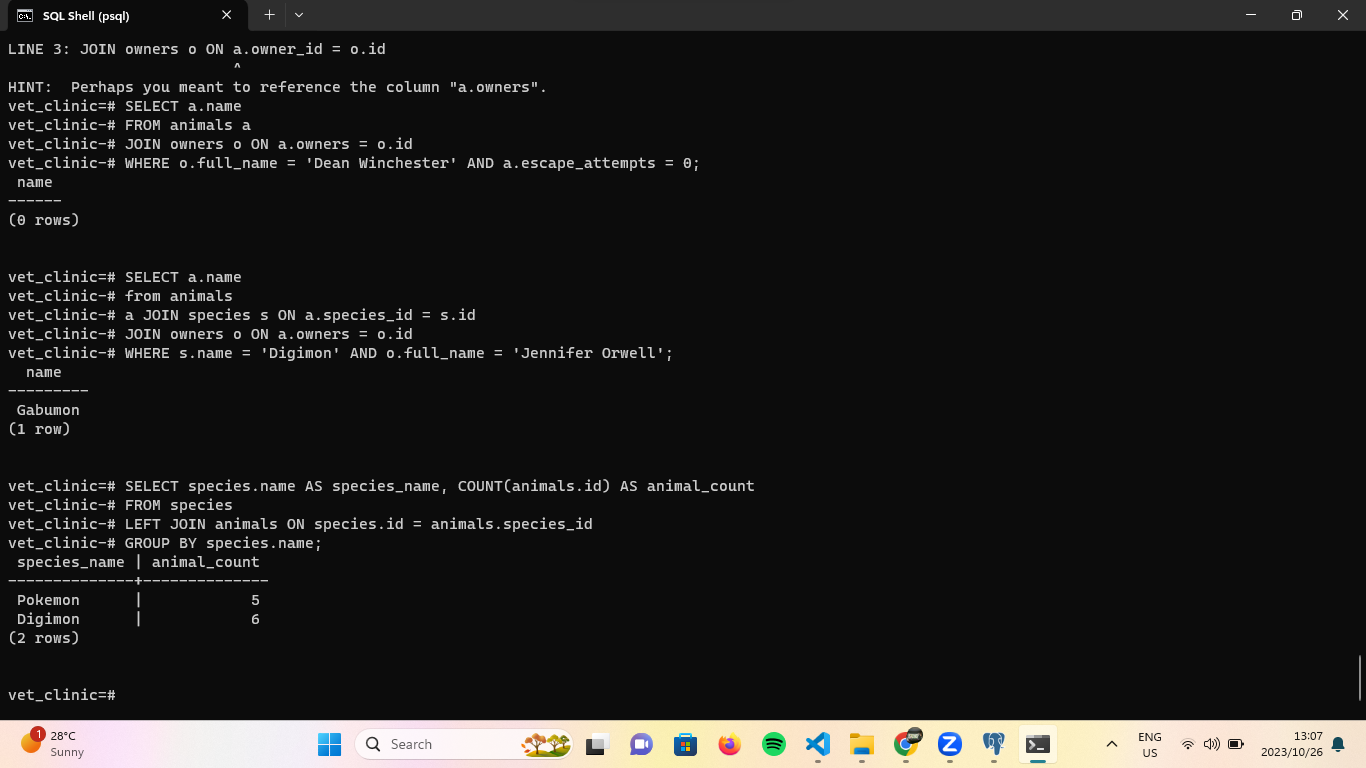 SQL Shell (psql)
LINE 3: JOIN owners o ON a.owner_id = o.id
^
HINT:  Perhaps you meant to reference the column "a.owners".
vet_clinic=# SELECT a.name
vet_clinic-# FROM animals a
vet_clinic-# JOIN owners o ON a.owners = o.id
vet_clinic-# WHERE o.full_name = 'Dean Winchester' AND a.escape_attempts = 0;
name
------
(0 rows)
vet_clinic=# SELECT a.name
vet_clinic-# from animals
vet_clinic-# a JOIN species s ON a.species_id = s.id
vet_clinic-# JOIN owners o ON a.owners = o.id
vet_clinic-# WHERE s.name = 'Digimon' AND o.full_name = 'Jennifer Orwell';
name
---------
Gabumon
(1 row)
vet_clinic=# SELECT species.name AS species_name, COUNT(animals.id) AS animal_count
vet_clinic-# FROM species
vet_clinic-# LEFT JOIN animals ON species.id = animals.species_id
vet_clinic-# GROUP BY species.name;
species_name | animal_count
--------------+--------------
Pokemon      |            5
Digimon      |            6
(2 rows)
vet_clinic=#
1
28°C
Sunny
Search
ENG
US
13:07
2023/10/26